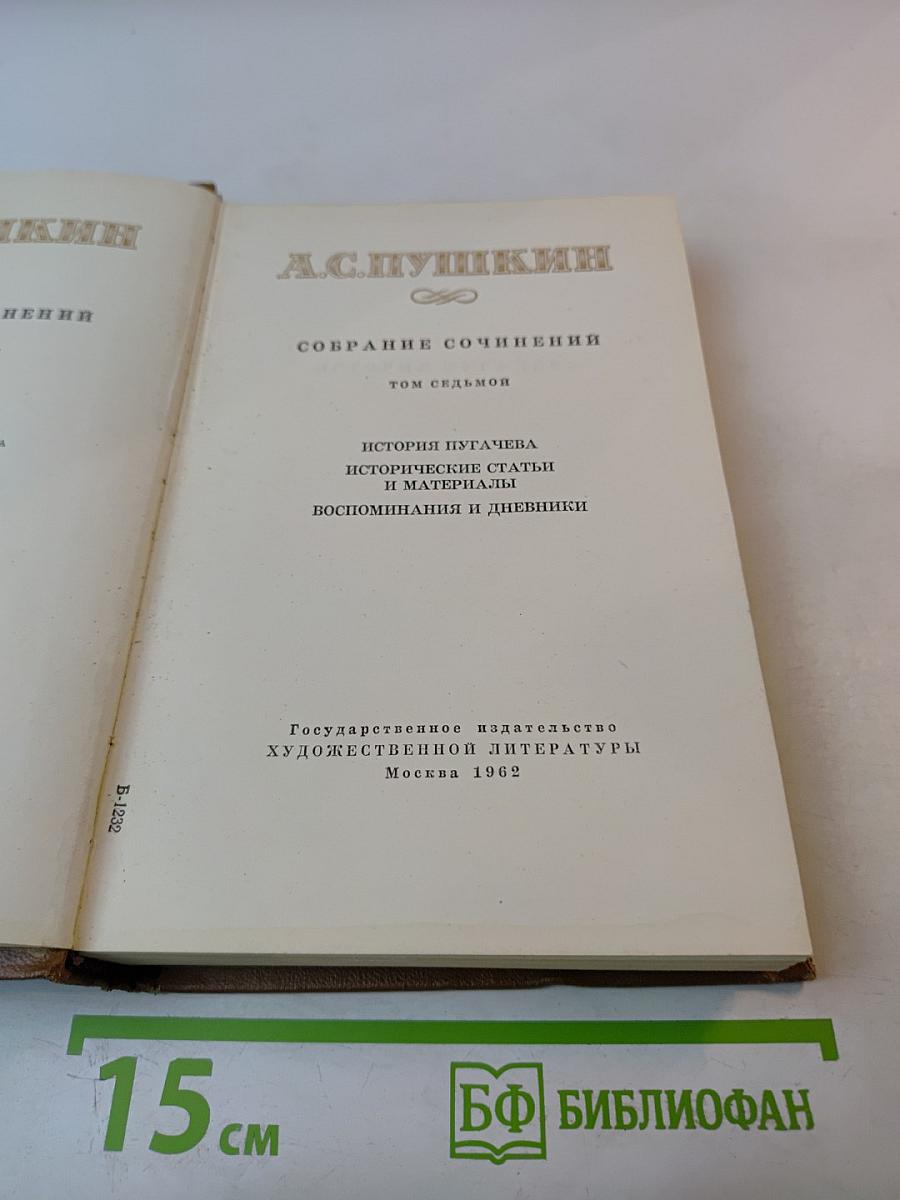 НЕНИЙ
А.С.ПУШКИН
СОБРАНИЕ СОЧИНЕНИЙ
ТОМ СЕДЬМОЙ
ИСТОРИЯ ПУГАЧЕВА
ИСТОРИЧЕСКИЕ СТАТЬИ
И МАТЕРИАЛЫ
ВОСПОМИНАНИЯ И ДНЕВНИКИ
Государственное издательство
ХУДОЖЕСТВЕННОЙ ЛИТЕРАТУРЫ
Москва 1962
Б-1232
15 см
БФ БИБЛИОФАН